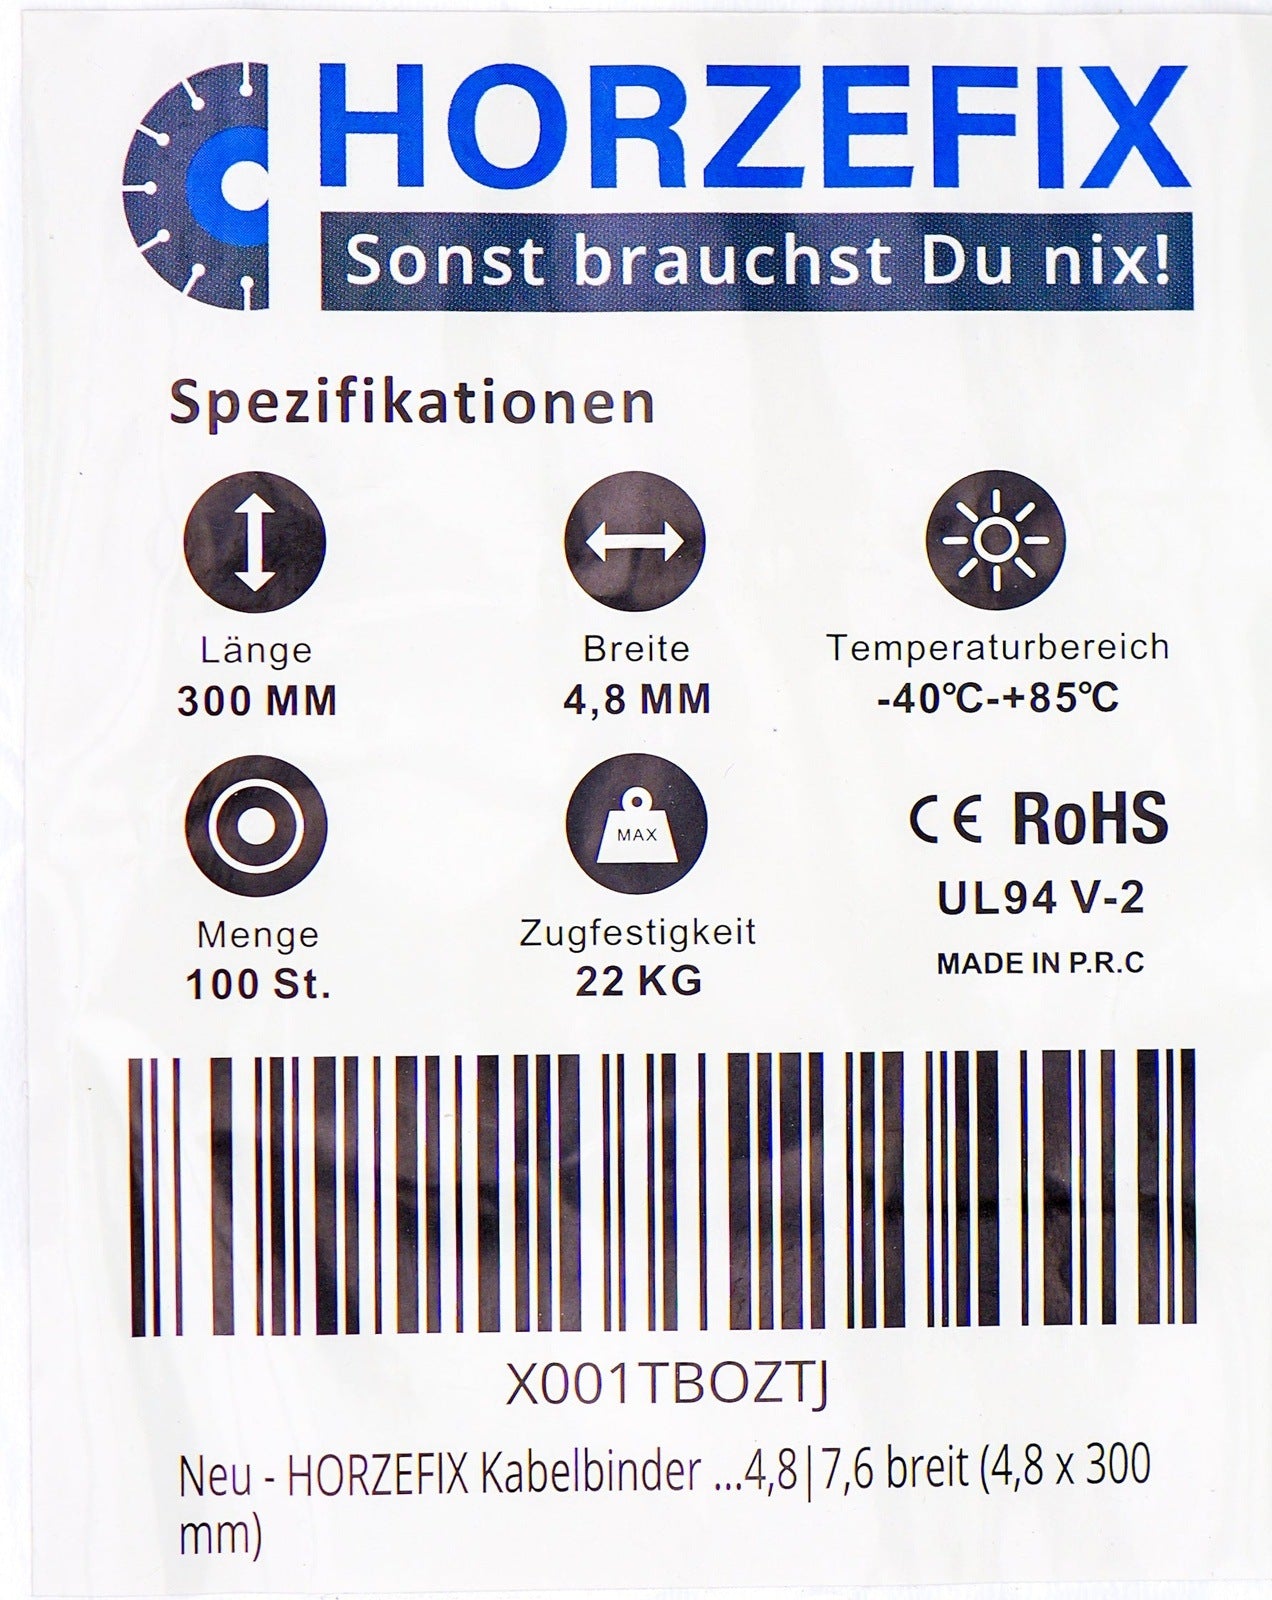 HORZEFIX
Sonst brauchst Du nix!
Spezifikationen
Länge
300 MM
Breite
4,8 MM
Temperaturbereich
-40℃-+85℃
Menge
100 St.
MAX
Zugfestigkeit
22 KG
CE RoHS
UL94 V-2
MADE IN P.R.C
X001TBOZTJ
Neu - HORZEFIX Kabelbinder ...4,8|7,6 breit (4,8 x 300
mm)